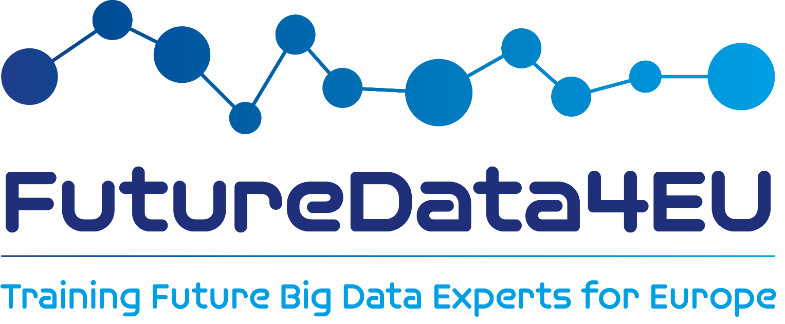 FutureData4EU
Training Future Big Data Experts for Europe